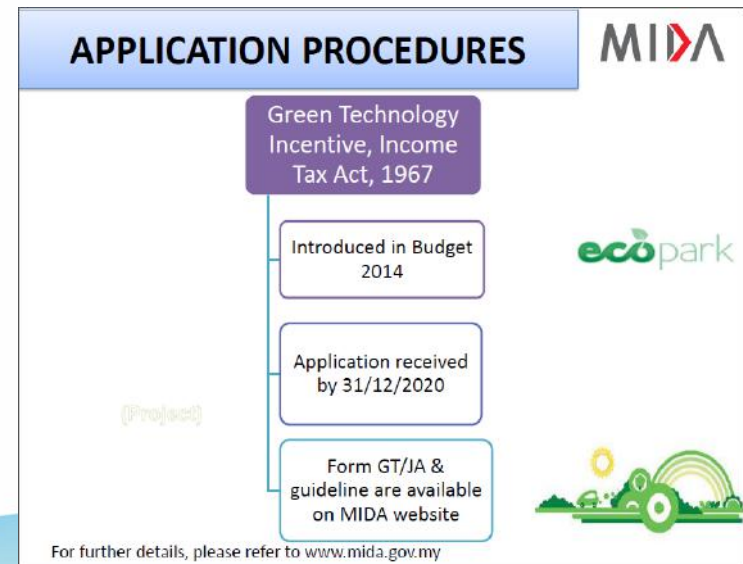 APPLICATION PROCEDURES
MIDA
Green Technology
Incentive, Income
Tax Act, 1967
Introduced in Budget
2014
ecopark
Application received
by 31/12/2020
(Project)
Form GT/JA &
guideline are available
on MIDA website
For further details, please refer to www.mida.gov.my